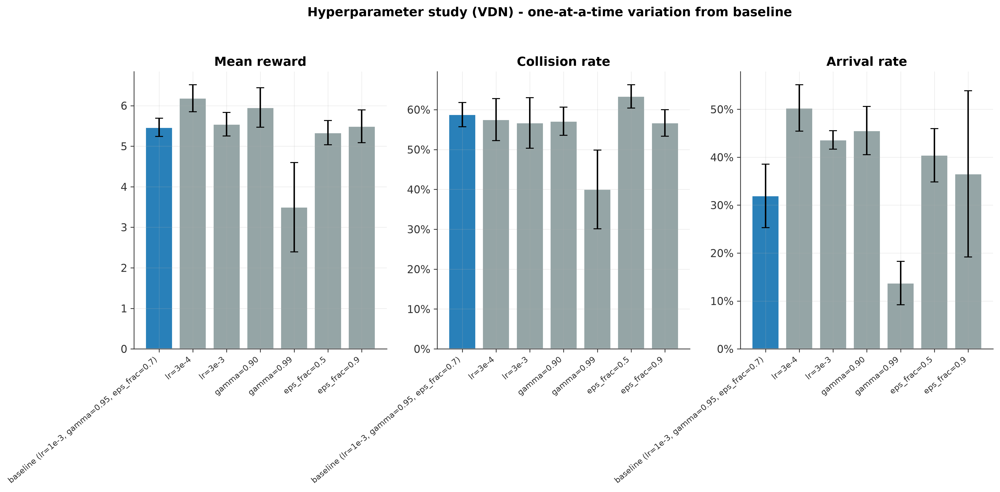 Hyperparameter study (VDN) - one-at-a-time variation from baseline
Mean reward
6
5
4
3
2
1
0
baseline (lr=1e-3, gamma=0.95, eps_frac=0.7)
lr=3e-4
lr=3e-3
gamma=0.90
gamma=0.99
eps_frac=0.5
eps_frac=0.9
Collision rate
60%
50%
40%
30%
20%
10%
0%
baseline (lr=1e-3, gamma=0.95, eps_frac=0.7)
lr=3e-4
lr=3e-3
gamma=0.90
gamma=0.99
eps_frac=0.5
eps_frac=0.9
Arrival rate
50%
40%
30%
20%
10%
0%
baseline (lr=1e-3, gamma=0.95, eps_frac=0.7)
lr=3e-4
lr=3e-3
gamma=0.90
gamma=0.99
eps_frac=0.5
eps_frac=0.9